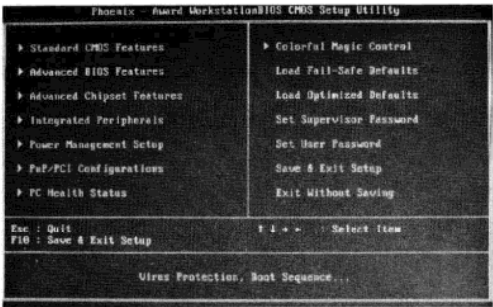 Phoenix - Award WorkstationBIOS CMOS Setup Utility
▶ Standard CMOS Features
▶ Advanced BIOS Features
▶ Advanced Chipset Features
▶ Integrated Peripherals
▶ Power Management Setup
▶ PnP/PCI Configurations
▶ PC Health Status
▶ Colorful Magic Control
Load Fail-Safe Defaults
Load Optimized Defaults
Set Supervisor Password
Set User Password
Save & Exit Setup
Exit Without Saving
Esc : Quit
F10 : Save & Exit Setup
↑ ↓ → ← : Select Item
Virus Protection, Boot Sequence...